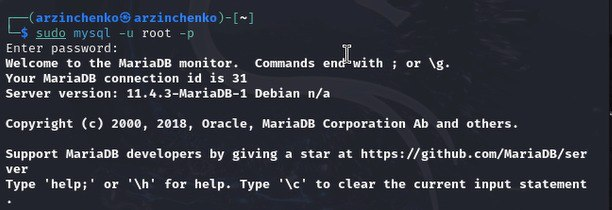 ┌──(arzinchenko㉿arzinchenko)-[~]
└─$ sudo mysql -u root -p
Enter password:
Welcome to the MariaDB monitor.  Commands end with ; or \g.
Your MariaDB connection id is 31
Server version: 11.4.3-MariaDB-1 Debian n/a
Copyright (c) 2000, 2018, Oracle, MariaDB Corporation Ab and others.
Support MariaDB developers by giving a star at https://github.com/MariaDB/ser
ver
Type 'help;' or '\h' for help. Type '\c' to clear the current input statement
.